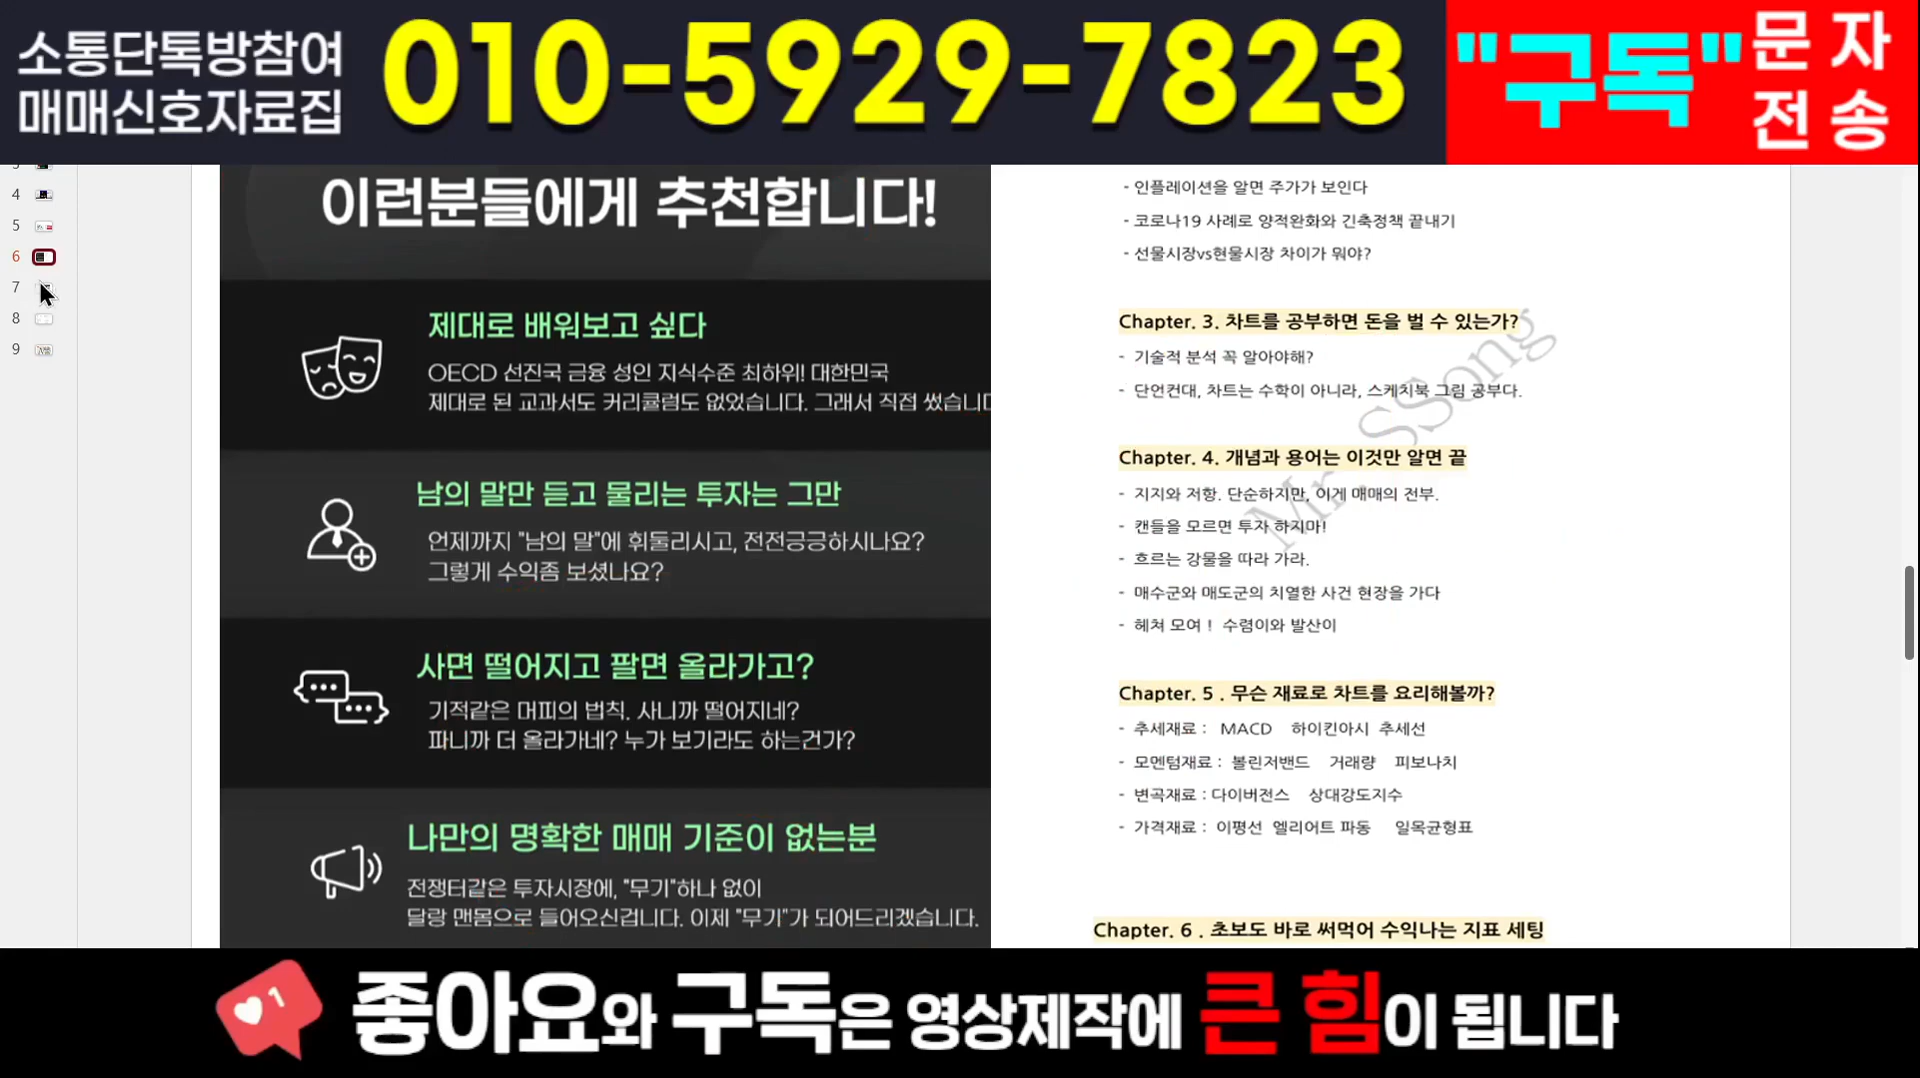 소통단톡방참여
매매신호자료집
010-5929-7823
"구독"
문자
전송
4
5
6
7
8
9
이런분들에게 추천합니다!
제대로 배워보고 싶다
OECD 선진국 금융 성인 지식수준 최하위! 대한민국
제대로 된 교과서도 커리큘럼도 없었습니다. 그래서 직접 썼습니다
남의 말만 듣고 물리는 투자는 그만
언제까지 "남의 말"에 휘둘리시고, 전전긍긍하시나요?
그렇게 수익좀 보셨나요?
사면 떨어지고 팔면 올라가고?
기적같은 머피의 법칙. 사니까 떨어지네?
파니까 더 올라가네? 누가 보기라도 하는건가?
나만의 명확한 매매 기준이 없는분
전쟁터같은 투자시장에, "무기"하나 없이
달랑 맨몸으로 들어오신겁니다. 이제 "무기"가 되어드리겠습니다.
- 인플레이션을 알면 주가가 보인다
- 코로나19 사례로 양적완화와 긴축정책 끝내기
- 선물시장vs현물시장 차이가 뭐야?
Chapter. 3. 차트를 공부하면 돈을 벌 수 있는가?
- 기술적 분석 꼭 알아야해?
- 단언컨대, 차트는 수학이 아니라, 스케치북 그림 공부다.
Chapter. 4. 개념과 용어는 이것만 알면 끝
- 지지와 저항. 단순하지만, 이게 매매의 전부.
- 캔들을 모르면 투자 하지마!
- 흐르는 강물을 따라 가라.
- 매수군와 매도군의 치열한 사건 현장을 가다
- 헤쳐 모여 ! 수렴이와 발산이
Chapter. 5 . 무슨 재료로 차트를 요리해볼까?
- 추세재료 : MACD 하이킨아시 추세선
- 모멘텀재료 : 볼린저밴드 거래량 피보나치
- 변곡재료 : 다이버전스 상대강도지수
- 가격재료 : 이평선 엘리어트 파동 일목균형표
Chapter. 6 . 초보도 바로 써먹어 수익나는 지표 세팅
Mr. SSong
1
좋아요와 구독은 영상제작에 큰 힘이 됩니다